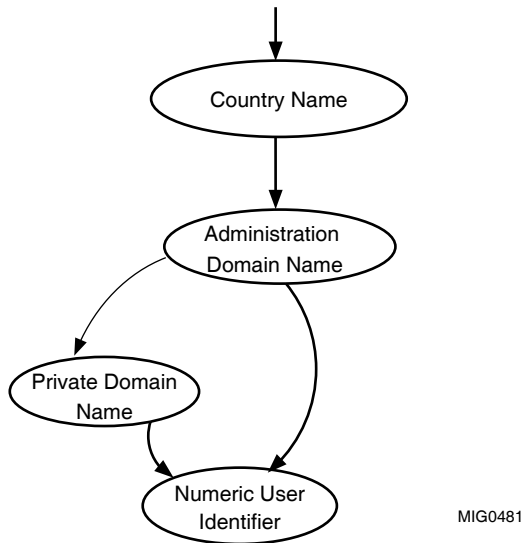 Country Name
Administration
Domain Name
Private Domain
Name
Numeric User
Identifier
MIG0481